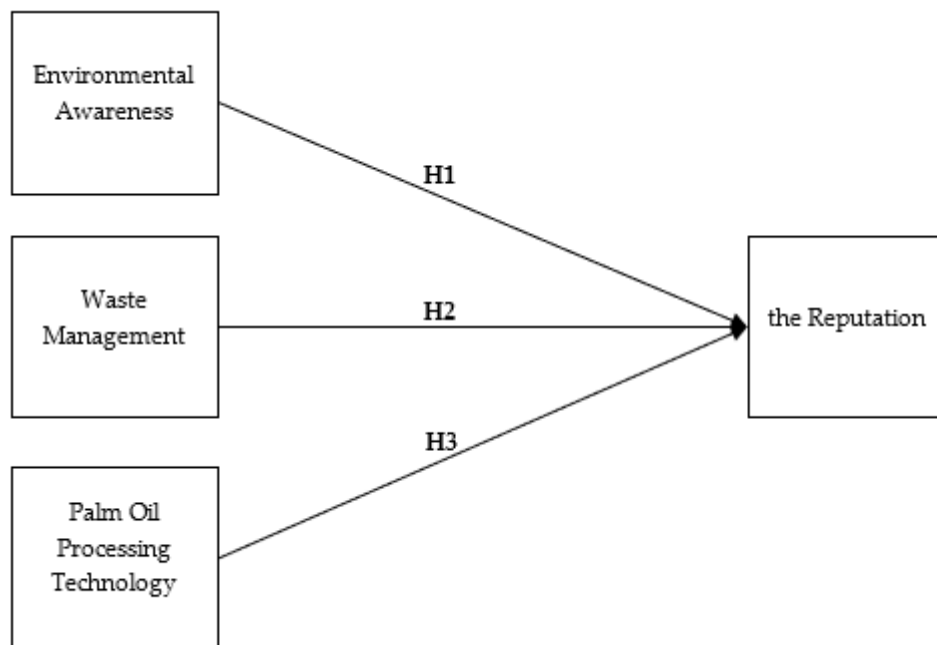 Environmental
Awareness
H1
Waste
Management
H2
the Reputation
H3
Palm Oil
Processing
Technology